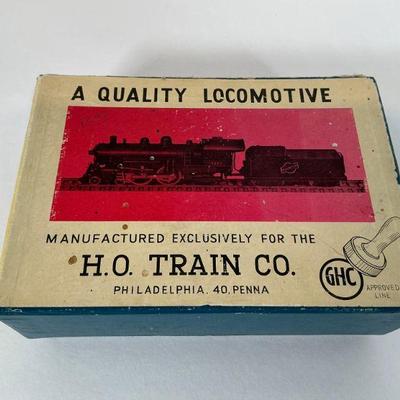 A QUALITY LOCOMOTIVE
MANUFACTURED EXCLUSIVELY FOR THE
H.O. TRAIN CO.
PHILADELPHIA. 40, PENNA
GHC
APPROVED
LINE